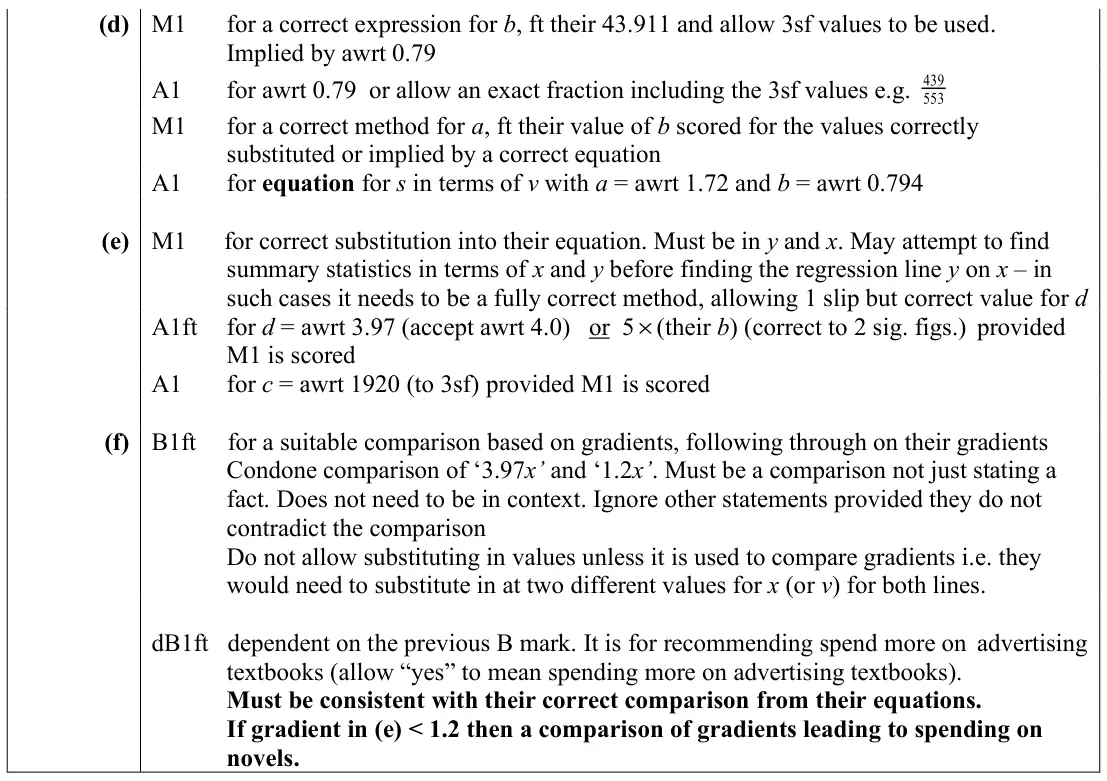 (d) M1 for a correct expression for b, ft their 43.911 and allow 3sf values to be used.
Implied by awrt 0.79
A1 for awrt 0.79 or allow an exact fraction including the 3sf values e.g. 439/553
M1 for a correct method for a, ft their value of b scored for the values correctly
substituted or implied by a correct equation
A1 for equation for s in terms of v with a = awrt 1.72 and b = awrt 0.794
(e) M1 for correct substitution into their equation. Must be in y and x. May attempt to find
summary statistics in terms of x and y before finding the regression line y on x – in
such cases it needs to be a fully correct method, allowing 1 slip but correct value for d
A1ft for d = awrt 3.97 (accept awrt 4.0) or 5 × (their b) (correct to 2 sig. figs.) provided
M1 is scored
A1 for c = awrt 1920 (to 3sf) provided M1 is scored
(f) B1ft for a suitable comparison based on gradients, following through on their gradients
Condone comparison of ‘3.97x’ and ‘1.2x’. Must be a comparison not just stating a
fact. Does not need to be in context. Ignore other statements provided they do not
contradict the comparison
Do not allow substituting in values unless it is used to compare gradients i.e. they
would need to substitute in at two different values for x (or v) for both lines.
dB1ft dependent on the previous B mark. It is for recommending spend more on advertising
textbooks (allow “yes” to mean spending more on advertising textbooks).
Must be consistent with their correct comparison from their equations.
If gradient in (e) < 1.2 then a comparison of gradients leading to spending on
novels.